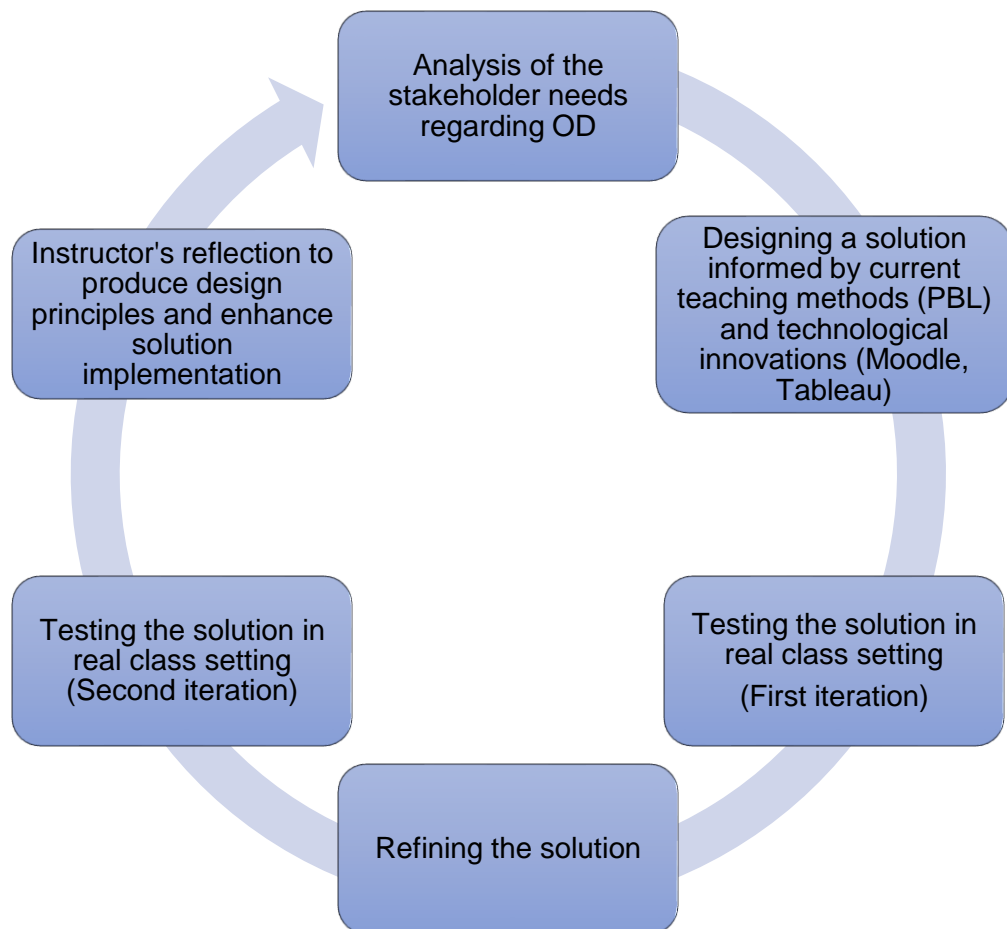 Analysis of the
stakeholder needs
regarding OD
Designing a solution
informed by current
teaching methods (PBL)
and technological
innovations (Moodle,
Tableau)
Testing the solution in
real class setting
(First iteration)
Refining the solution
Testing the solution in
real class setting
(Second iteration)
Instructor's reflection to
produce design
principles and enhance
solution
implementation